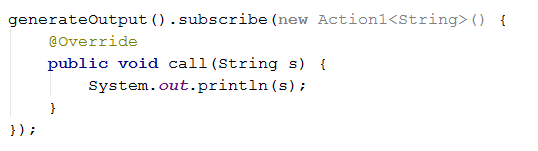 generateOutput().subscribe(new Action1<String>() {
    @Override
    public void call(String s) {
        System.out.println(s);
    }
});